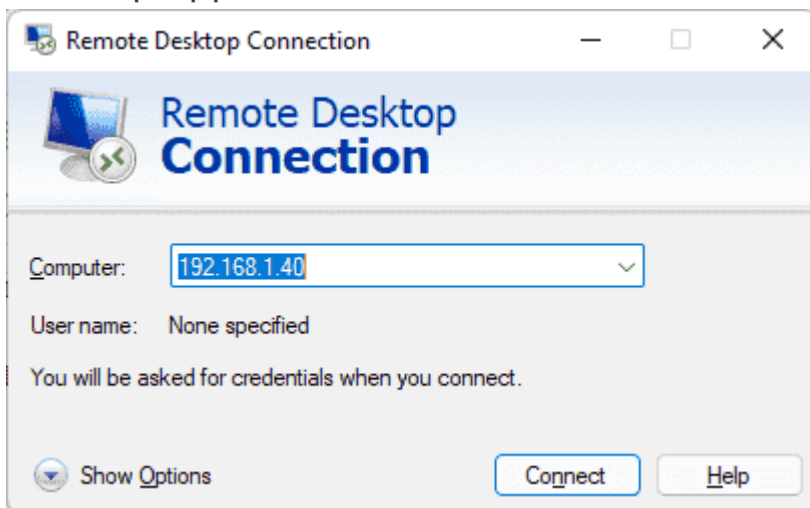 Remote Desktop Connection
Remote Desktop
Connection
Computer: 192.168.1.40
User name: None specified
You will be asked for credentials when you connect.
Show Options Connect Help